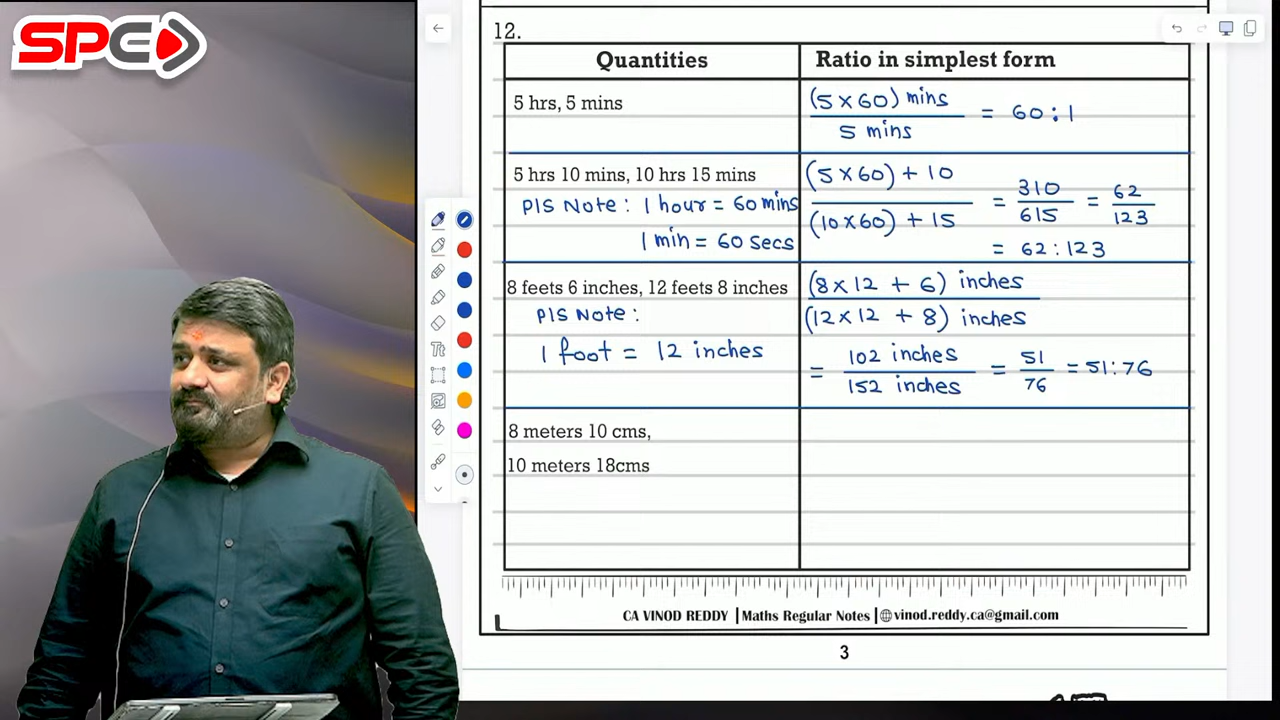 SPED
12.
Quantities
Ratio in simplest form
5 hrs, 5 mins
(5 x 60) mins
5 mins
= 60:1
5 hrs 10 mins, 10 hrs 15 mins
Pls Note: 1 hour = 60 mins
1 min = 60 secs
(5 x 60) + 10
(10 x 60) + 15
= 310
615
= 62
123
= 62:123
8 feets 6 inches, 12 feets 8 inches
Pls Note:
1 foot = 12 inches
(8 x 12 + 6) inches
(12 x 12 + 8) inches
= 102 inches
152 inches
= 51
76
= 51:76
8 meters 10 cms,
10 meters 18cms
Tt
CA VINOD REDDY | Maths Regular Notes | vinod.reddy.ca@gmail.com
3